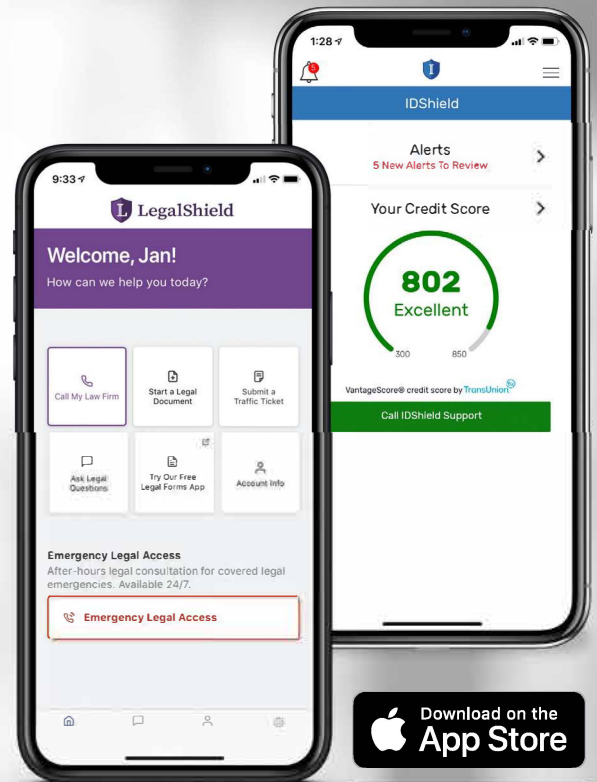 9:33
LegalShield
Welcome, Jan!
How can we help you today?
Call My Law Firm
Start a Legal
Document
Submit a
Traffic Ticket
Ask Legal
Questions
Try Our Free
Legal Forms App
Account Info
Emergency Legal Access
After-hours legal consultation for covered legal
emergencies. Available 24/7.
Emergency Legal Access
1:28
5
I
IDShield
Alerts
5 New Alerts To Review
Your Credit Score
802
Excellent
300
850
VantageScore® credit score by TransUnion
Call IDShield Support
Download on the
App Store